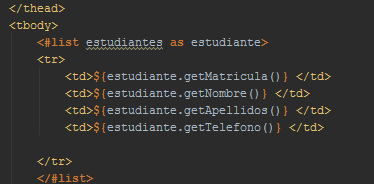 </thead>
<tbody>
<#list estudiantes as estudiante>
<tr>
<td>${estudiante.getMatricula()} </td>
<td>${estudiante.getNombre()} </td>
<td>${estudiante.getApellidos()} </td>
<td>${estudiante.getTelefono()} </td>
</tr>
</#list>